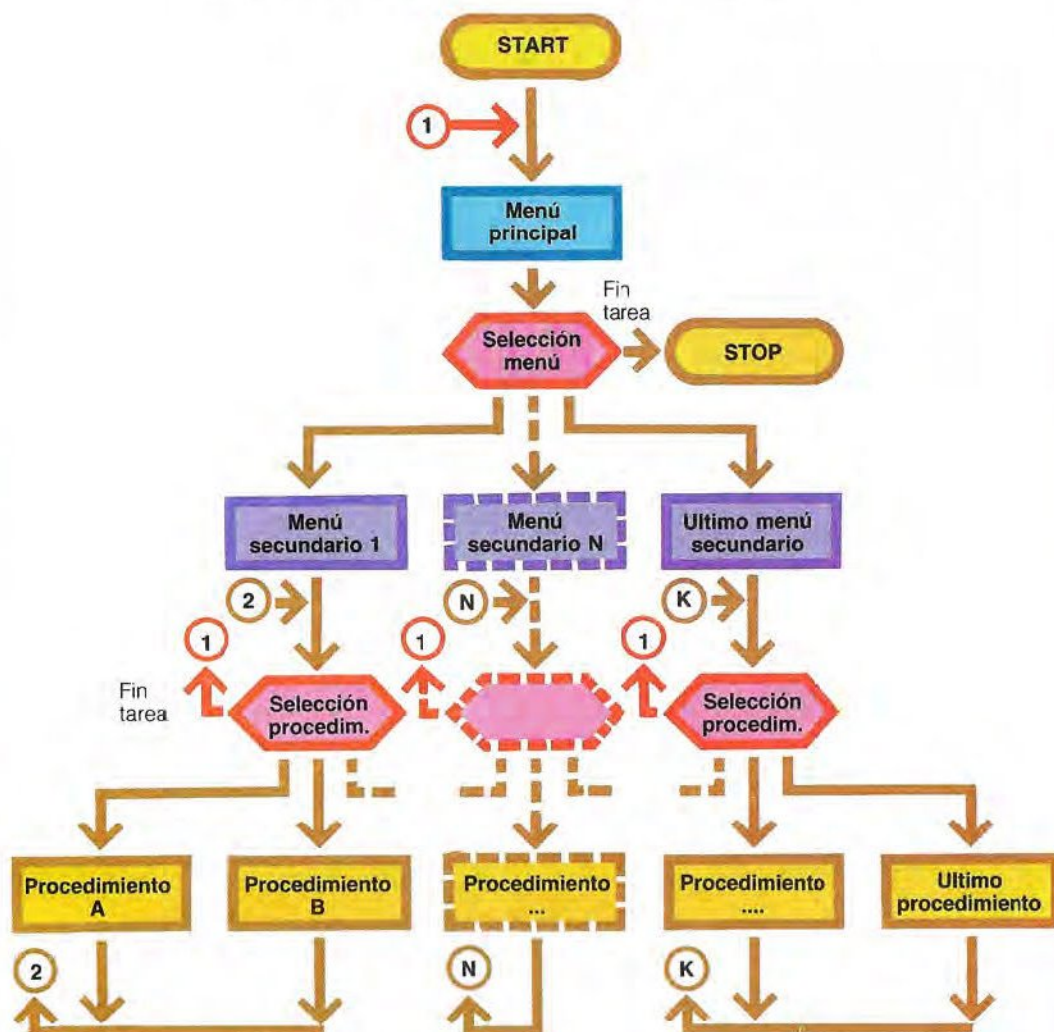 START
1
Menú
principal
Fin
tarea
Selección
menú
STOP
Menú
secundario 1
Menú
secundario N
Ultimo menú
secundario
2
N
K
1
1
1
Fin
tarea
Selección
procedim.
Selección
procedim.
Procedimiento
A
Procedimiento
B
Procedimiento
...
Procedimiento
....
Ultimo
procedimiento
2
N
K